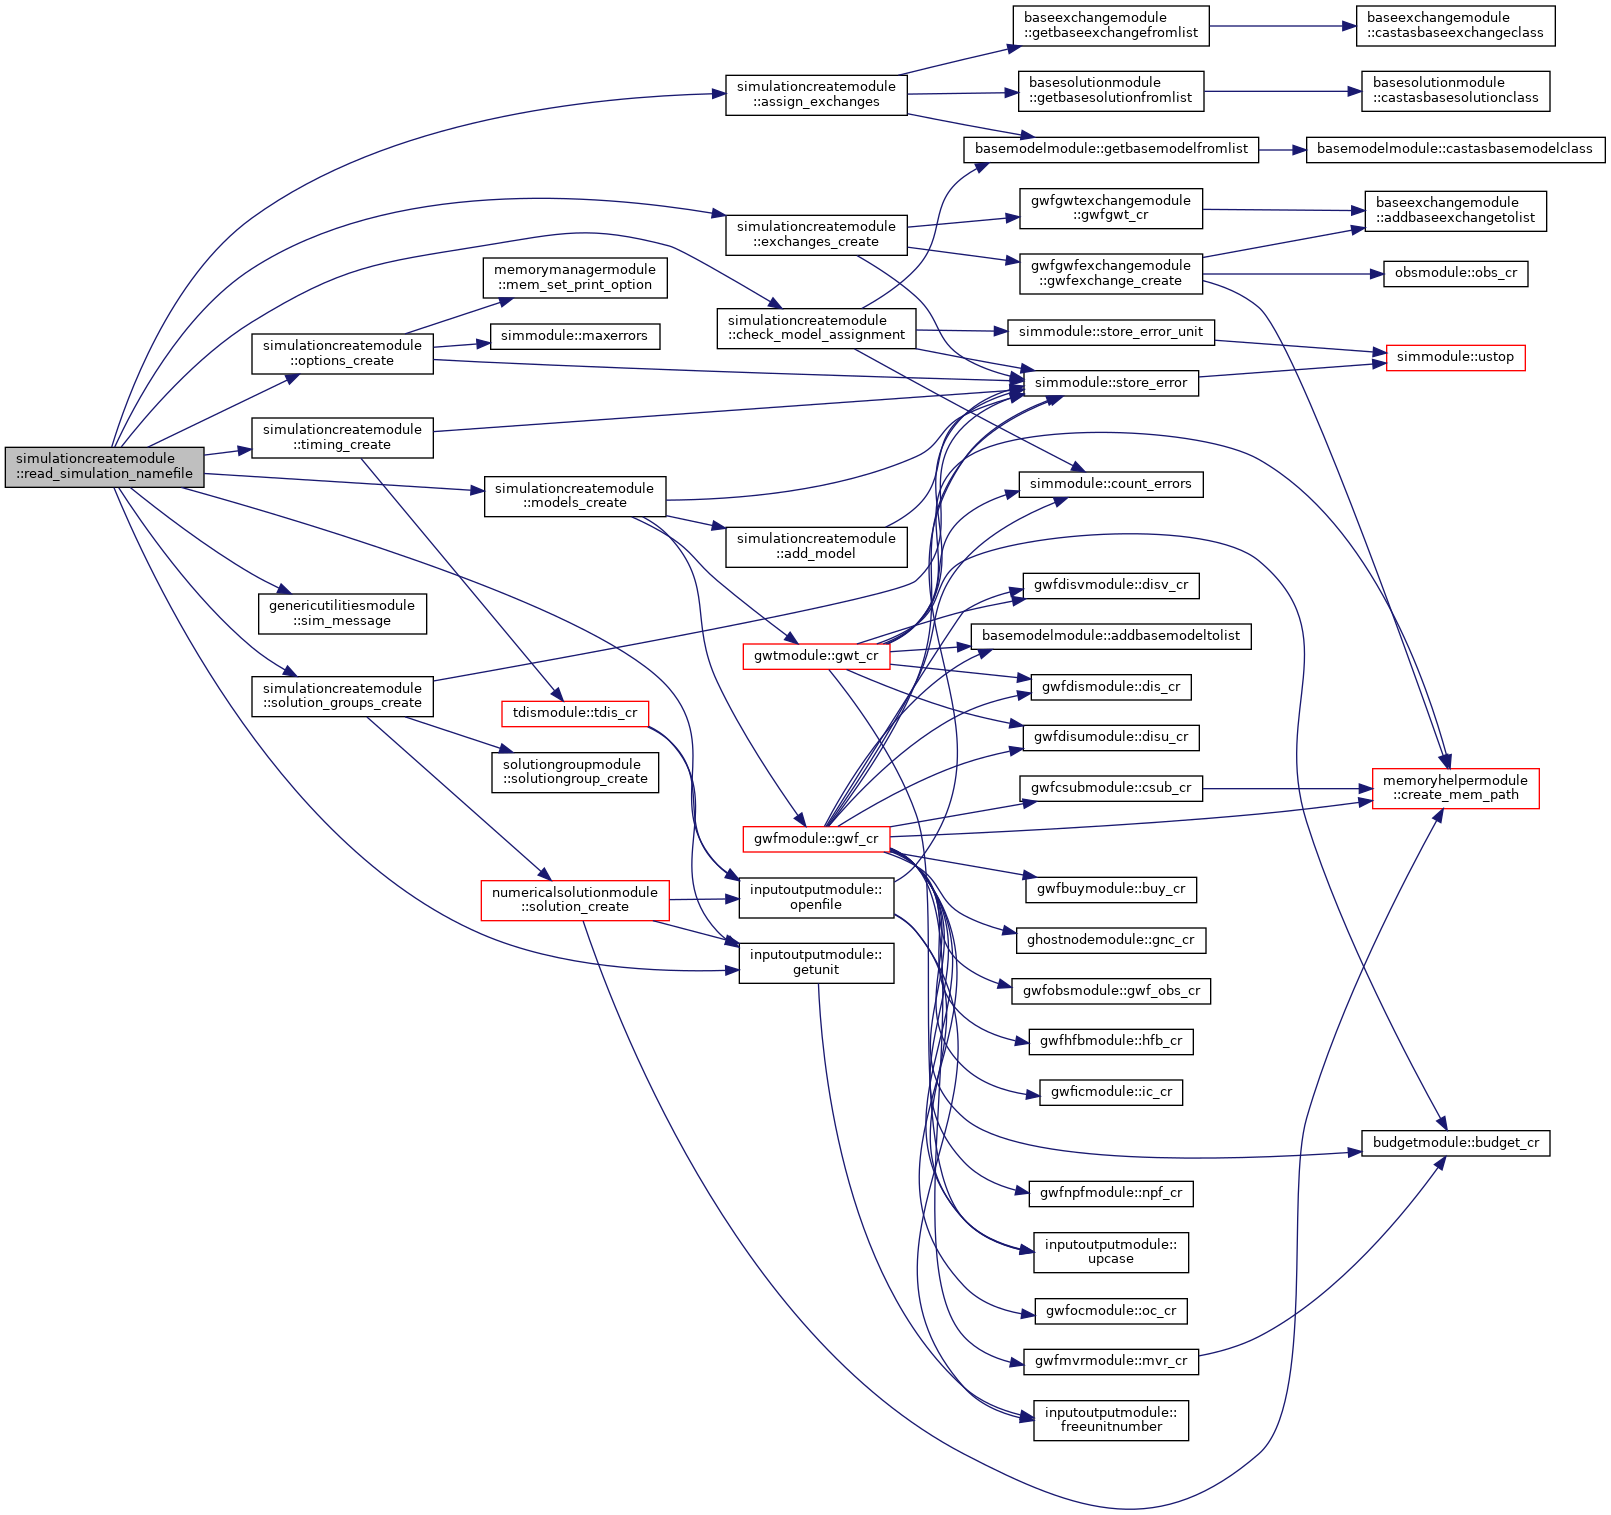 simulationcreatemodule
::read_simulation_namefile
simulationcreatemodule
::options_create
simulationcreatemodule
::timing_create
genericutilitiesmodule
::sim_message
simulationcreatemodule
::solution_groups_create
memorymanagermodule
::mem_set_print_option
simmodule::maxerrors
simulationcreatemodule
::models_create
tdismodule::tdis_cr
solutiongroupmodule
::solutiongroup_create
numericalsolutionmodule
::solution_create
simulationcreatemodule
::assign_exchanges
simulationcreatemodule
::exchanges_create
simulationcreatemodule
::check_model_assignment
simulationcreatemodule
::add_model
gwtmodule::gwt_cr
gwfmodule::gwf_cr
inputoutputmodule::
openfile
inputoutputmodule::
getunit
baseexchangemodule
::getbaseexchangefromlist
basesolutionmodule
::getbasesolutionfromlist
basemodelmodule::getbasemodelfromlist
gwfgwtexchangemodule
::gwfgwt_cr
gwfgwfexchangemodule
::gwfexchange_create
simmodule::store_error_unit
simmodule::store_error
simmodule::count_errors
gwfdisvmodule::disv_cr
basemodelmodule::addbasemodeltolist
gwfdismodule::dis_cr
gwfdisumodule::disu_cr
gwfcsubmodule::csub_cr
gwfbuymodule::buy_cr
ghostnodemodule::gnc_cr
gwfobsmodule::gwf_obs_cr
gwfhfbmodule::hfb_cr
gwficmodule::ic_cr
gwfnpfmodule::npf_cr
inputoutputmodule::
upcase
gwfocmodule::oc_cr
gwfmvrmodule::mvr_cr
inputoutputmodule::
freeunitnumber
baseexchangemodule
::castasbaseexchangeclass
basesolutionmodule
::castasbasesolutionclass
basemodelmodule::castasbasemodelclass
baseexchangemodule
::addbaseexchangetolist
obsmodule::obs_cr
simmodule::ustop
memoryhelpermodule
::create_mem_path
budgetmodule::budget_cr